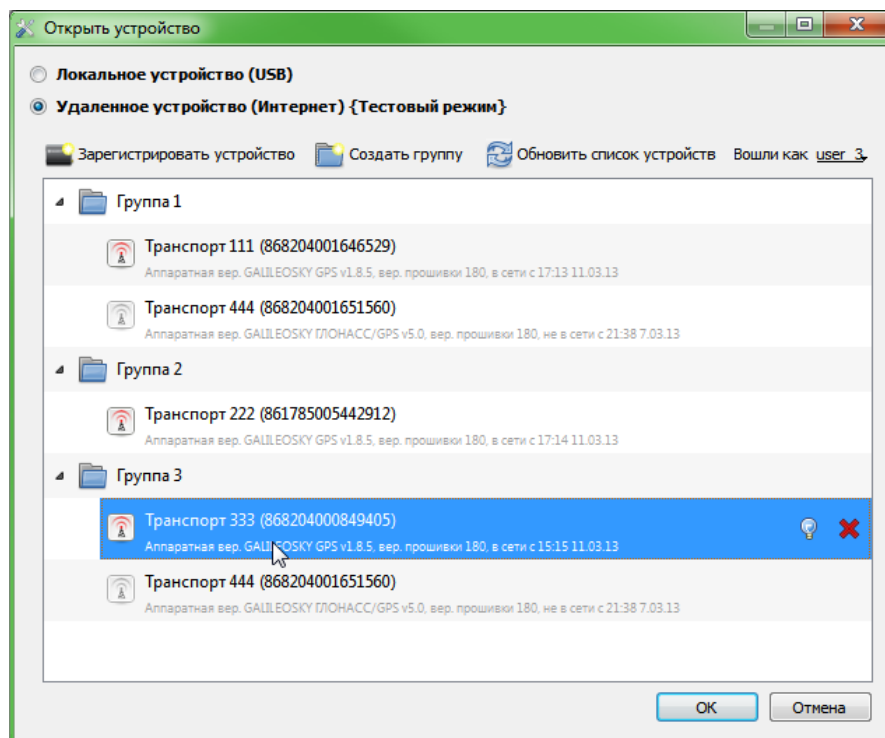 Открыть устройство
Локальное устройство (USB)
Удаленное устройство (Интернет) {Тестовый режим}
Зарегистрировать устройство Создать группу Обновить список устройств Вошли как user_3
Группа 1
Транспорт 111 (868204001646529)
Аппаратная вер. GALILEOSKY GPS v1.8.5, вер. прошивки 180, в сети с 17:13 11.03.13
Транспорт 444 (868204001651560)
Аппаратная вер. GALILEOSKY ГЛОНАСС/GPS v5.0, вер. прошивки 180, не в сети с 21:38 7.03.13
Группа 2
Транспорт 222 (861785005442912)
Аппаратная вер. GALILEOSKY GPS v1.8.5, вер. прошивки 180, в сети с 17:14 11.03.13
Группа 3
Транспорт 333 (868204000849405)
Аппаратная вер. GALILEOSKY GPS v1.8.5, вер. прошивки 180, в сети с 15:15 11.03.13
Транспорт 444 (868204001651560)
Аппаратная вер. GALILEOSKY ГЛОНАСС/GPS v5.0, вер. прошивки 180, не в сети с 21:38 7.03.13
OK Отмена